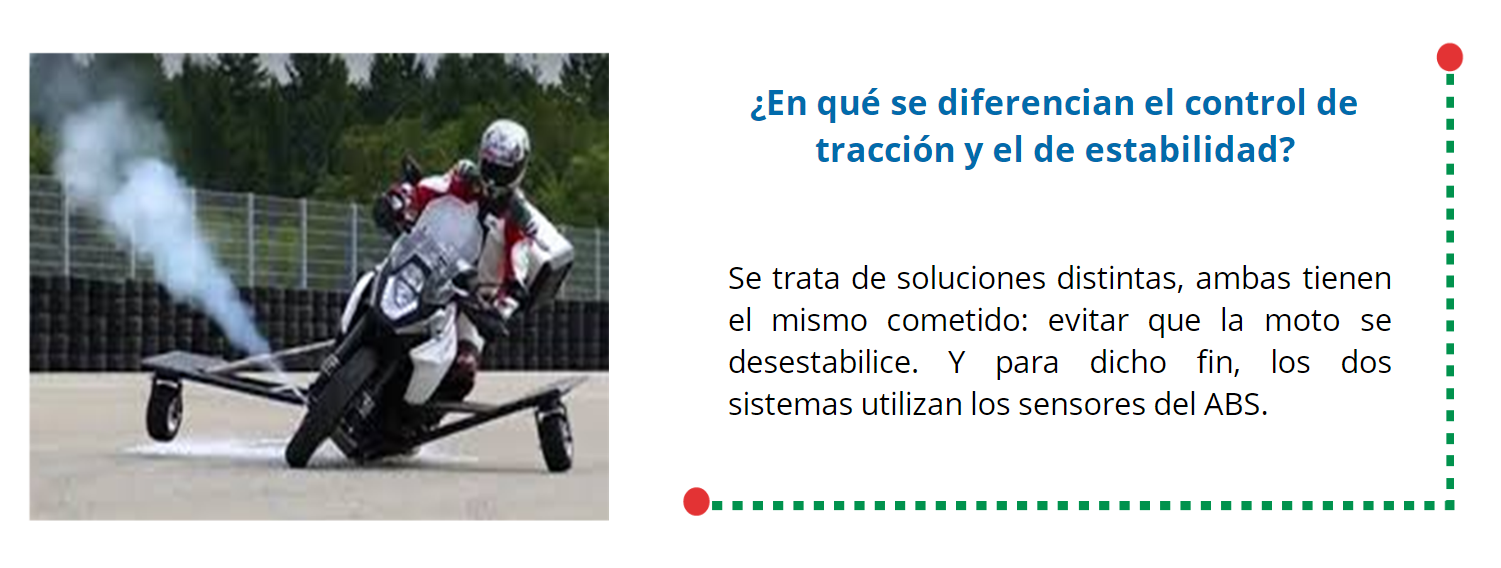 ¿En qué se diferencian el control de
tracción y el de estabilidad?
Se trata de soluciones distintas, ambas tienen
el mismo cometido: evitar que la moto se
desestabilice. Y para dicho fin, los dos
sistemas utilizan los sensores del ABS.